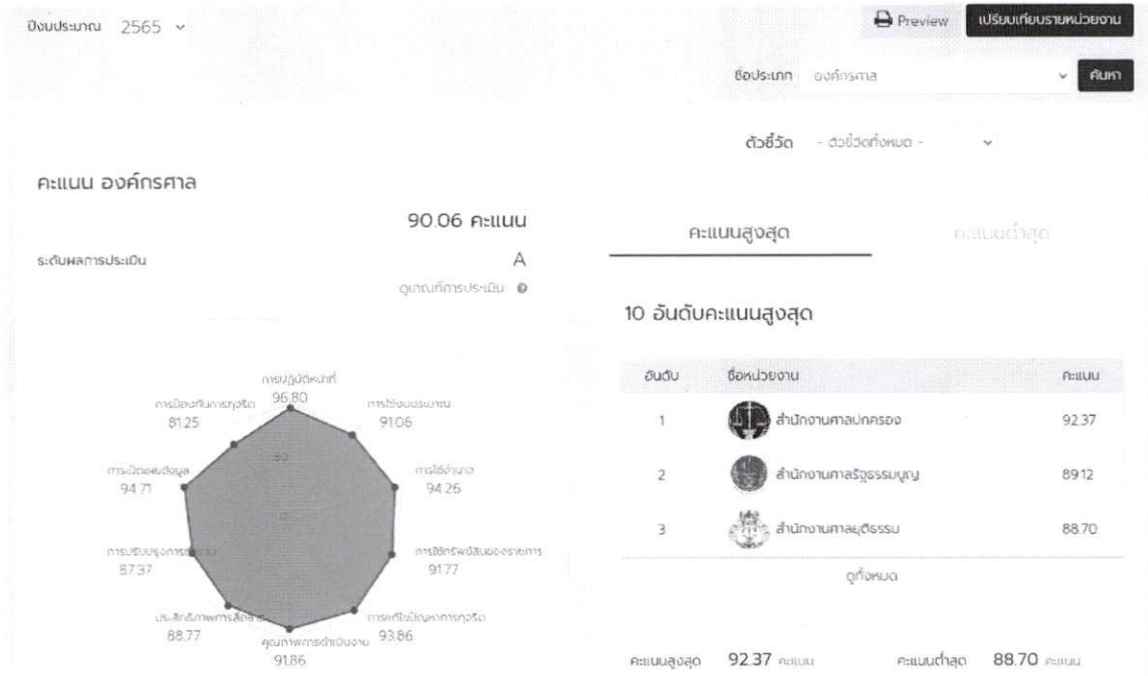 ปีงบประมาณ 2565
Preview
เปรียบเทียบรายหน่วยงาน
ชื่อประเภท องค์กรศาล
ค้นหา
ตัวชี้วัด - ตัวชี้วัดทั้งหมด -
คะแนน องค์กรศาล
90.06 คะแนน
ระดับผลการประเมิน A
ดูเกณฑ์การประเมิน
การปฏิบัติหน้าที่
96.80
การใช้งบประมาณ
91.06
การใช้อำนาจ
94.26
การใช้ทรัพย์สินของราชการ
91.77
การแก้ไขปัญหาการทุจริต
93.86
คุณภาพการดำเนินงาน
91.86
ประสิทธิภาพการสื่อสาร
88.77
การปรับปรุงการทำงาน
87.37
การเปิดเผยข้อมูล
94.71
การป้องกันการทุจริต
81.25
คะแนนสูงสุด
คะแนนต่ำสุด
10 อันดับคะแนนสูงสุด
อันดับ ชื่อหน่วยงาน คะแนน
1 สำนักงานศาลปกครอง 92.37
2 สำนักงานศาลรัฐธรรมนูญ 89.12
3 สำนักงานศาลยุติธรรม 88.70
ดูทั้งหมด
คะแนนสูงสุด 92.37 คะแนน คะแนนต่ำสุด 88.70 คะแนน